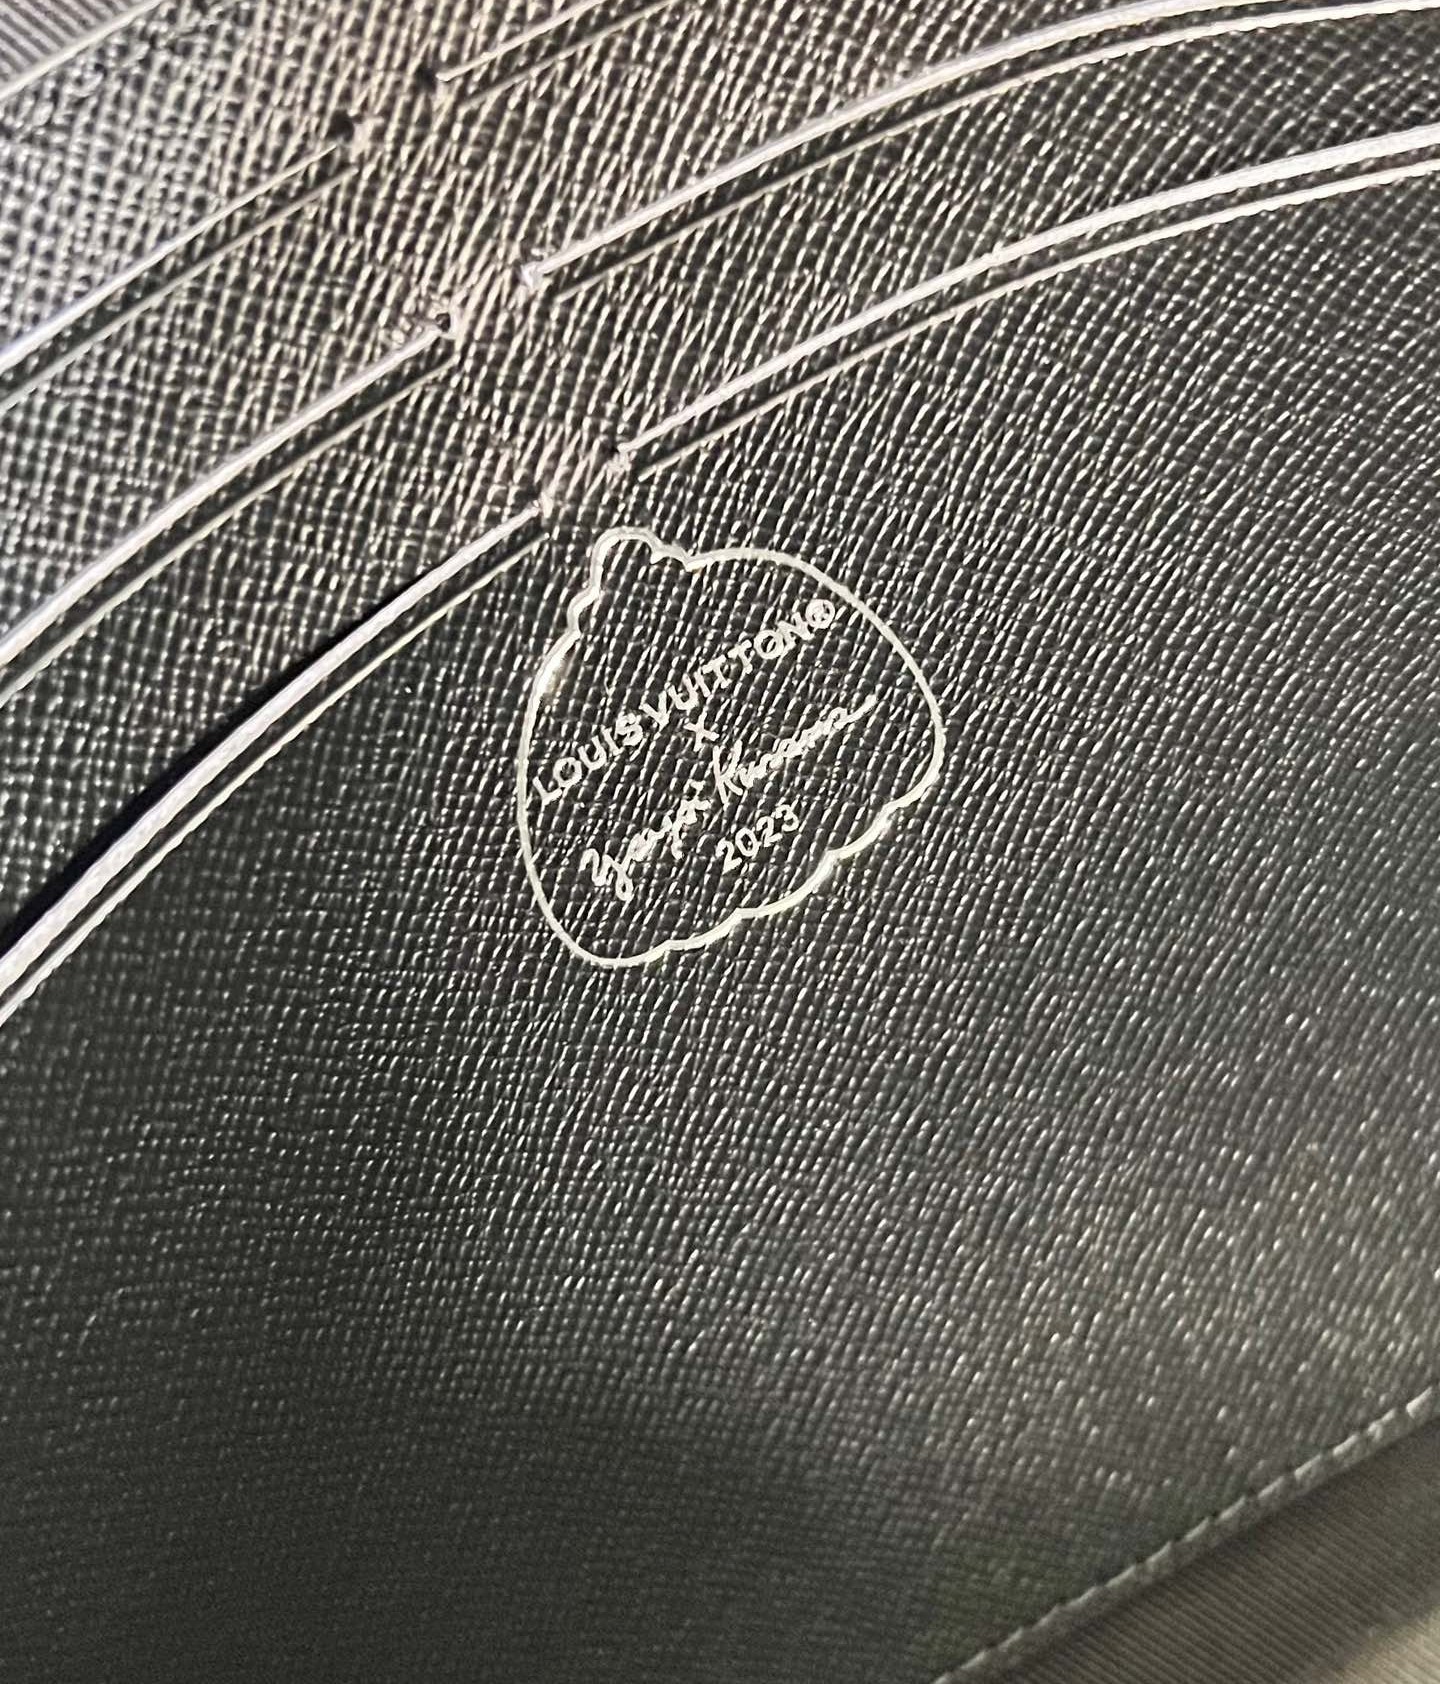 LOUIS VUITTON®
X
Yayoi Kusama
2023